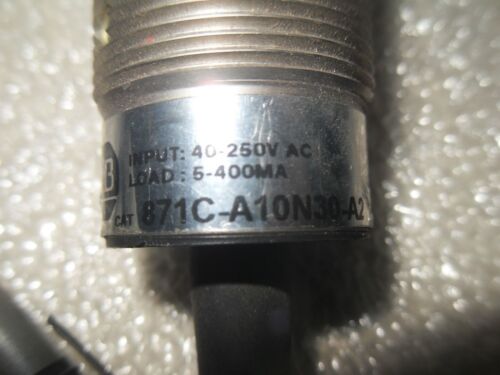 INPUT: 40-250V AC
B LOAD: 5-400MA
CAT 871C-A10N30-A2